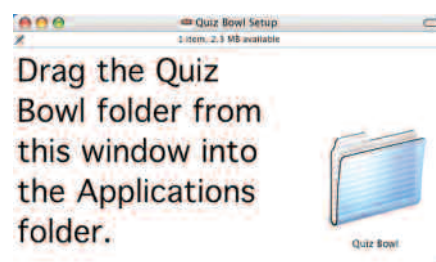 Quiz Bowl Setup
1 item, 2.3 MB available
Drag the Quiz
Bowl folder from
this window into
the Applications
folder.
Quiz Bowl